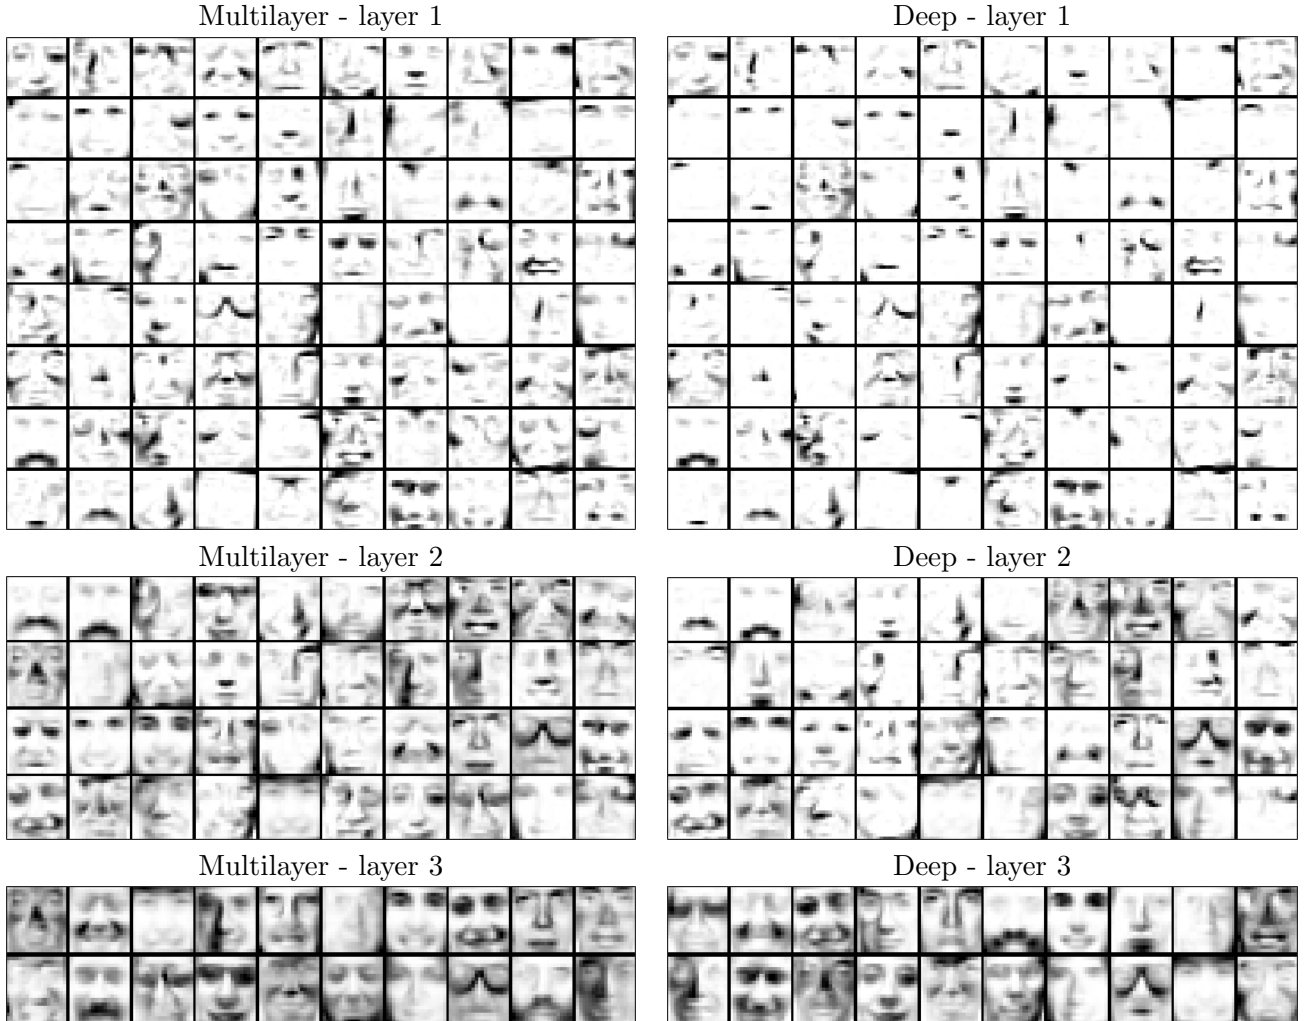 Multilayer - layer 1
Deep - layer 1
Multilayer - layer 2
Deep - layer 2
Multilayer - layer 3
Deep - layer 3